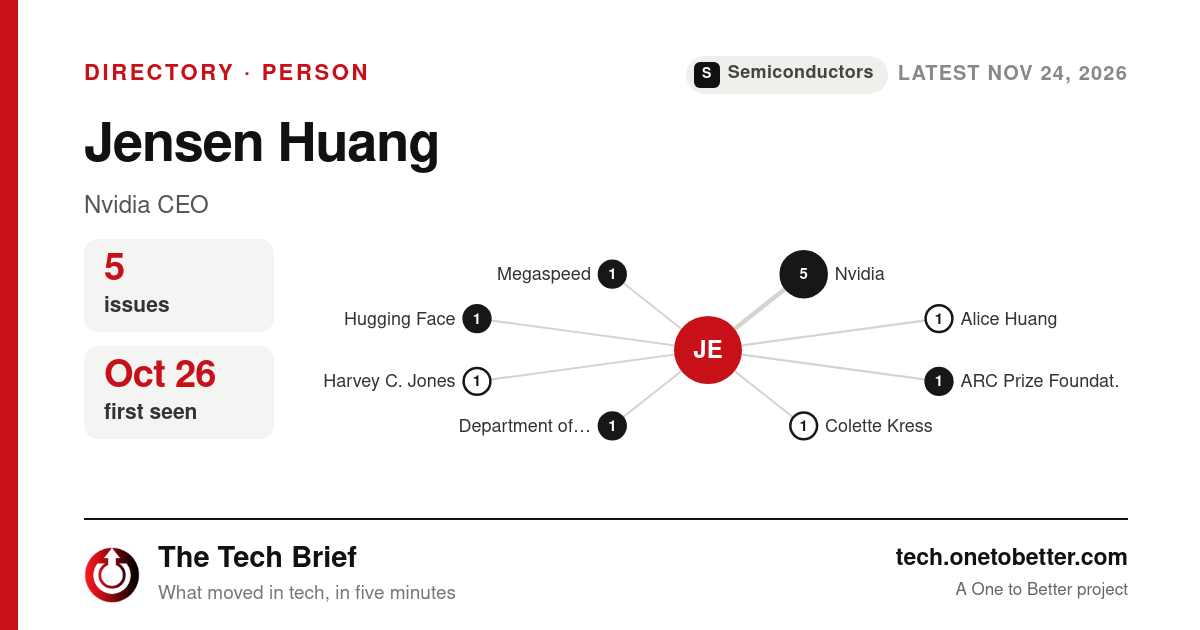 DIRECTORY · PERSON
S Semiconductors LATEST NOV 24, 2026
Jensen Huang
Nvidia CEO
5
issues
Oct 26
first seen
Megaspeed 1
5 Nvidia
Hugging Face 1
1 Alice Huang
JE
Harvey C. Jones 1
1 ARC Prize Foundat.
Department of… 1
1 Colette Kress
The Tech Brief
What moved in tech, in five minutes
tech.onetobetter.com
A One to Better project